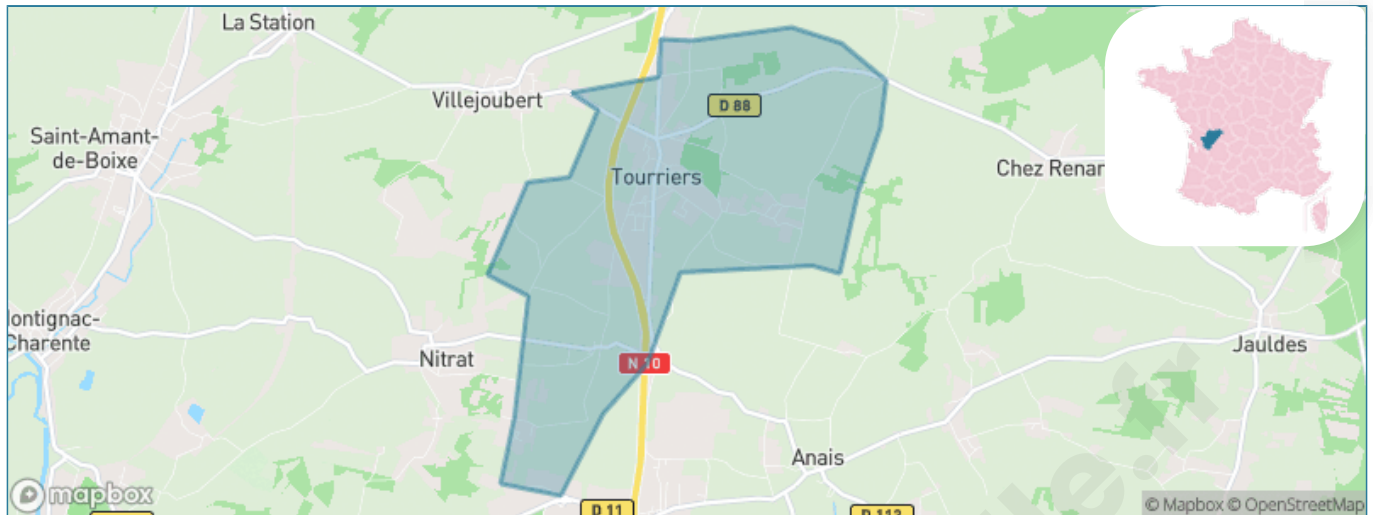 La Station
Villejoubert
D 88
Saint-Amant-
de-Boixe
Tourriers
Chez Renar
Montignac-
Charente
Nitrat
N 10
Jauldes
Anais
mapbox
D 11
D 113
© Mapbox © OpenStreetMap